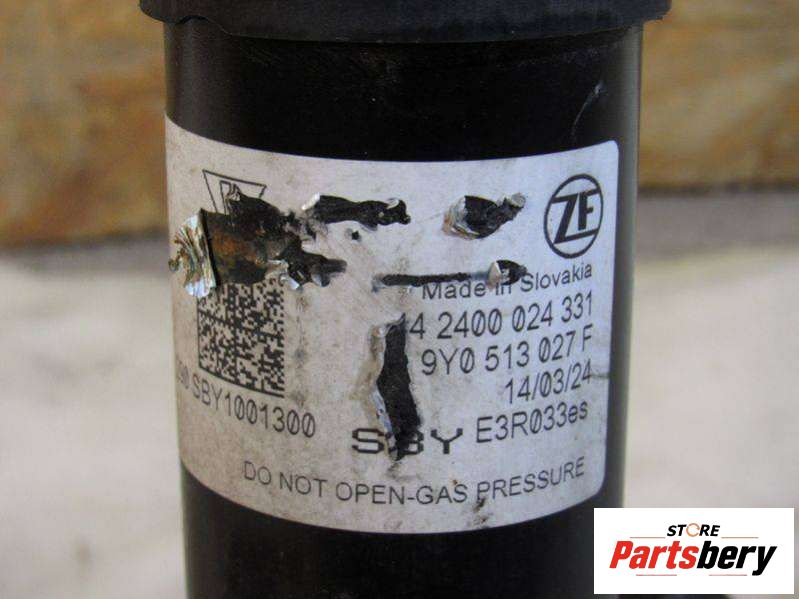 ZF
Made in Slovakia
44 2400 024 331
9Y0 513 027 F
14/03/24
SBY1001300
SBY E3R033es
DO NOT OPEN-GAS PRESSURE
STORE
Partsbery